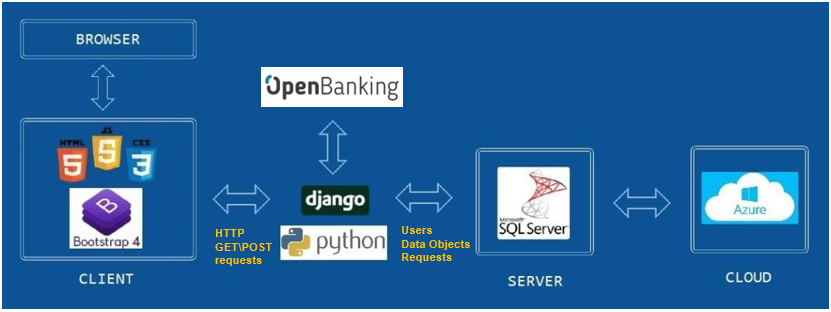 BROWSER
OpenBanking
HTML
JS
CSS
5
5
3
B
Bootstrap 4
CLIENT
HTTP
GET\POST
requests
django
python
Users
Data Objects
Requests
Microsoft
SQL Server
SERVER
Azure
CLOUD